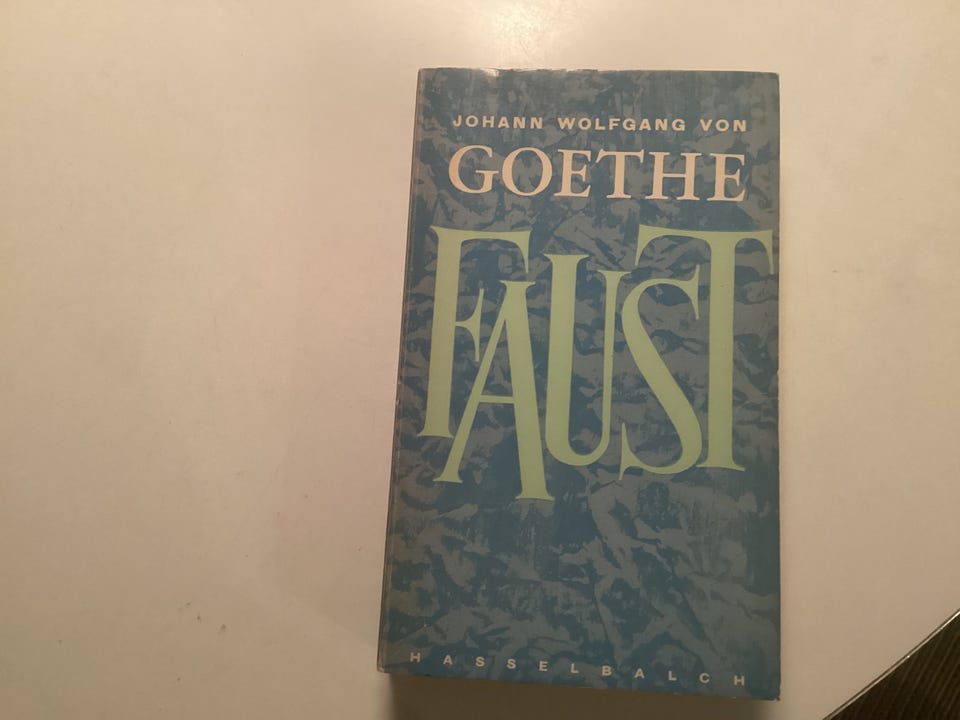 JOHANN WOLFGANG VON
GOETHE
FAUST
HASSELBALCH